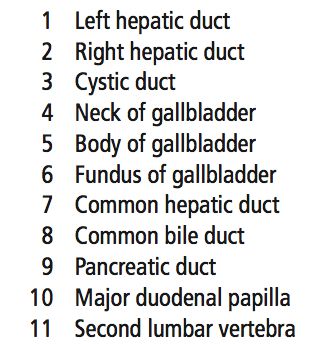 1 Left hepatic duct
2 Right hepatic duct
3 Cystic duct
4 Neck of gallbladder
5 Body of gallbladder
6 Fundus of gallbladder
7 Common hepatic duct
8 Common bile duct
9 Pancreatic duct
10 Major duodenal papilla
11 Second lumbar vertebra